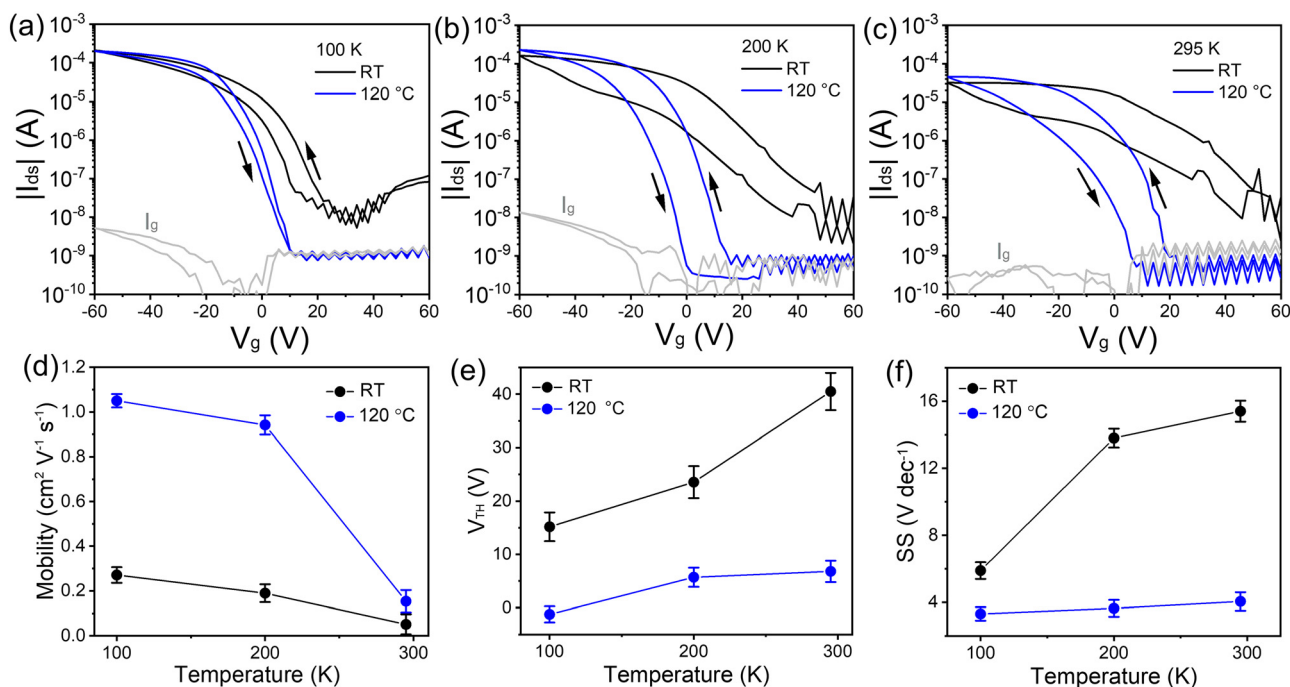 (a)
100 K
RT
120 °C
I_g
|I_ds| (A)
10^-3
10^-4
10^-5
10^-6
10^-7
10^-8
10^-9
10^-10
-60 -40 -20 0 20 40 60
V_g (V)
(b)
200 K
RT
120 °C
I_g
|I_ds| (A)
10^-3
10^-4
10^-5
10^-6
10^-7
10^-8
10^-9
10^-10
-60 -40 -20 0 20 40 60
V_g (V)
(c)
295 K
RT
120 °C
I_g
|I_ds| (A)
10^-3
10^-4
10^-5
10^-6
10^-7
10^-8
10^-9
10^-10
-60 -40 -20 0 20 40 60
V_g (V)
(d)
RT
120 °C
Mobility (cm² V⁻¹ s⁻¹)
1.2
1.0
0.8
0.6
0.4
0.2
0.0
100 200 300
Temperature (K)
(e)
RT
120 °C
V_TH (V)
40
30
20
10
0
100 200 300
Temperature (K)
(f)
RT
120 °C
SS (V dec⁻¹)
16
12
8
4
100 200 300
Temperature (K)